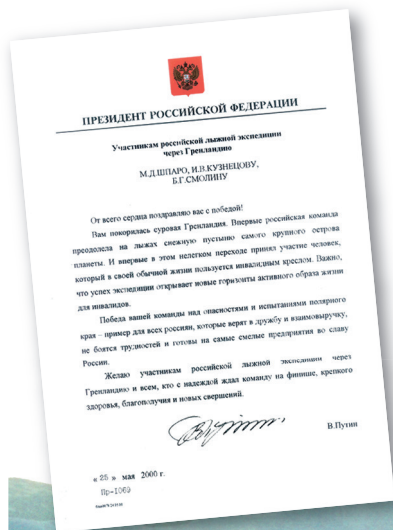 ПРЕЗИДЕНТ РОССИЙСКОЙ ФЕДЕРАЦИИ
Участникам российской лыжной экспедиции
через Гренландию
М.Д.ШПАРО, И.В.КУЗНЕЦОВУ,
Б.Г.СМОЛИНУ
От всего сердца поздравляю вас с победой!
Вам покорилась суровая Гренландия. Впервые российская команда
преодолела на лыжах снежную пустыню самого крупного острова
планеты. И впервые в этом нелегком переходе принял участие человек,
который в своей обычной жизни пользуется инвалидным креслом. Важно,
что успех экспедиции открывает новые горизонты активного образа жизни
для инвалидов.
Победа вашей команды над опасностями и испытаниями полярного
края – пример для всех россиян, которые верят в дружбу и взаимовыручку,
не боятся трудностей и готовы на самые смелые предприятия во славу
России.
Желаю участникам российской лыжной экспедиции через
Гренландию и всем, кто с надеждой ждал команду на финише, крепкого
здоровья, благополучия и новых свершений.
В.Путин
« 25 » мая 2000 г.
Пр-1069